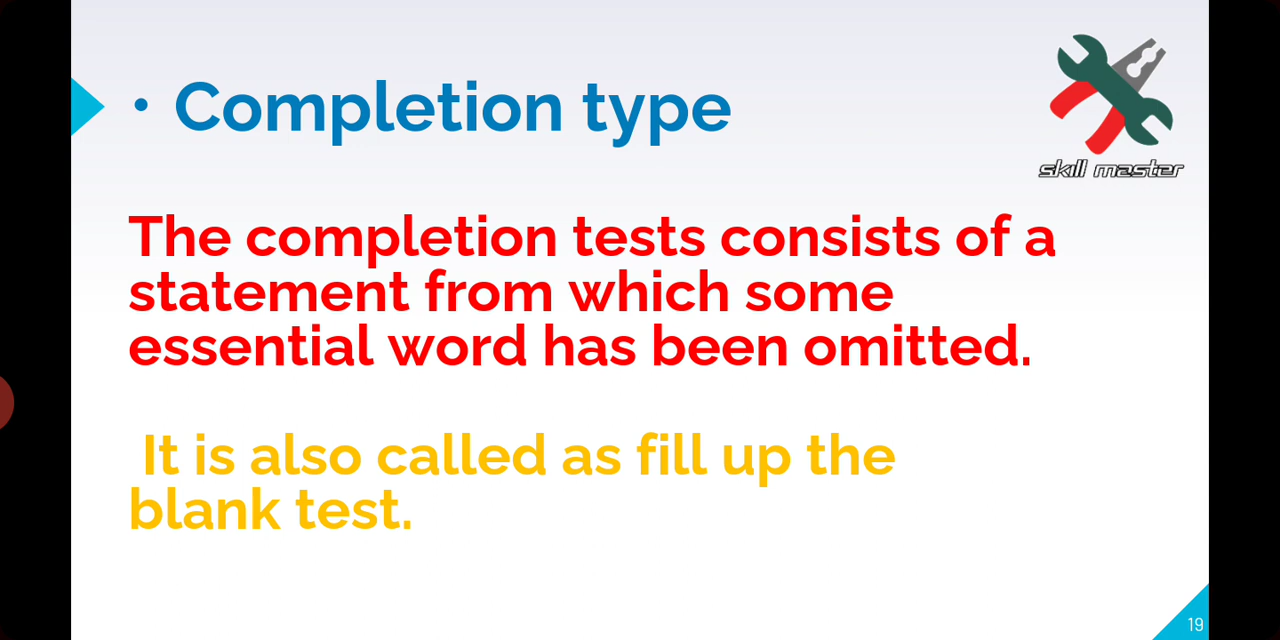 • Completion type
skill master
The completion tests consists of a
statement from which some
essential word has been omitted.
It is also called as fill up the
blank test.
19